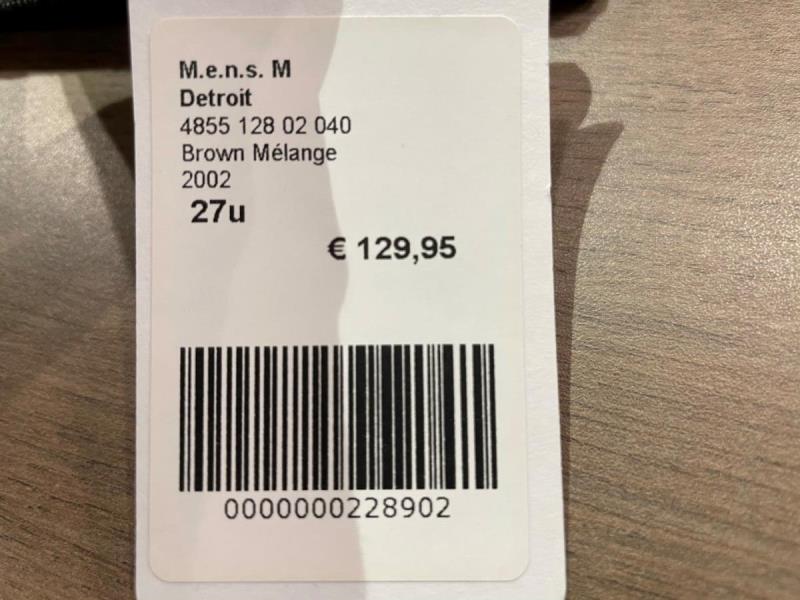 M.e.n.s. M
Detroit
4855 128 02 040
Brown Mélange
2002
27u
€ 129,95
0000000228902